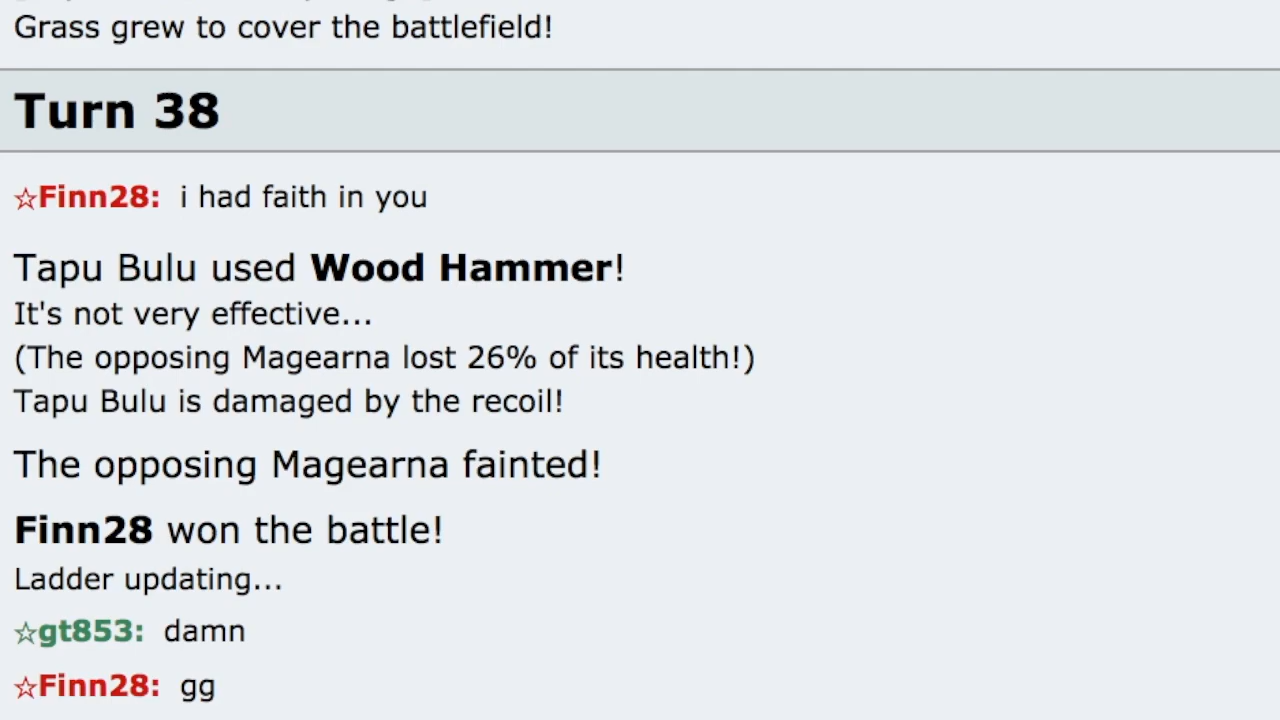 Grass grew to cover the battlefield!
Turn 38
☆Finn28: i had faith in you
Tapu Bulu used Wood Hammer!
It's not very effective...
(The opposing Magearna lost 26% of its health!)
Tapu Bulu is damaged by the recoil!
The opposing Magearna fainted!
Finn28 won the battle!
Ladder updating...
☆gt853: damn
☆Finn28: gg